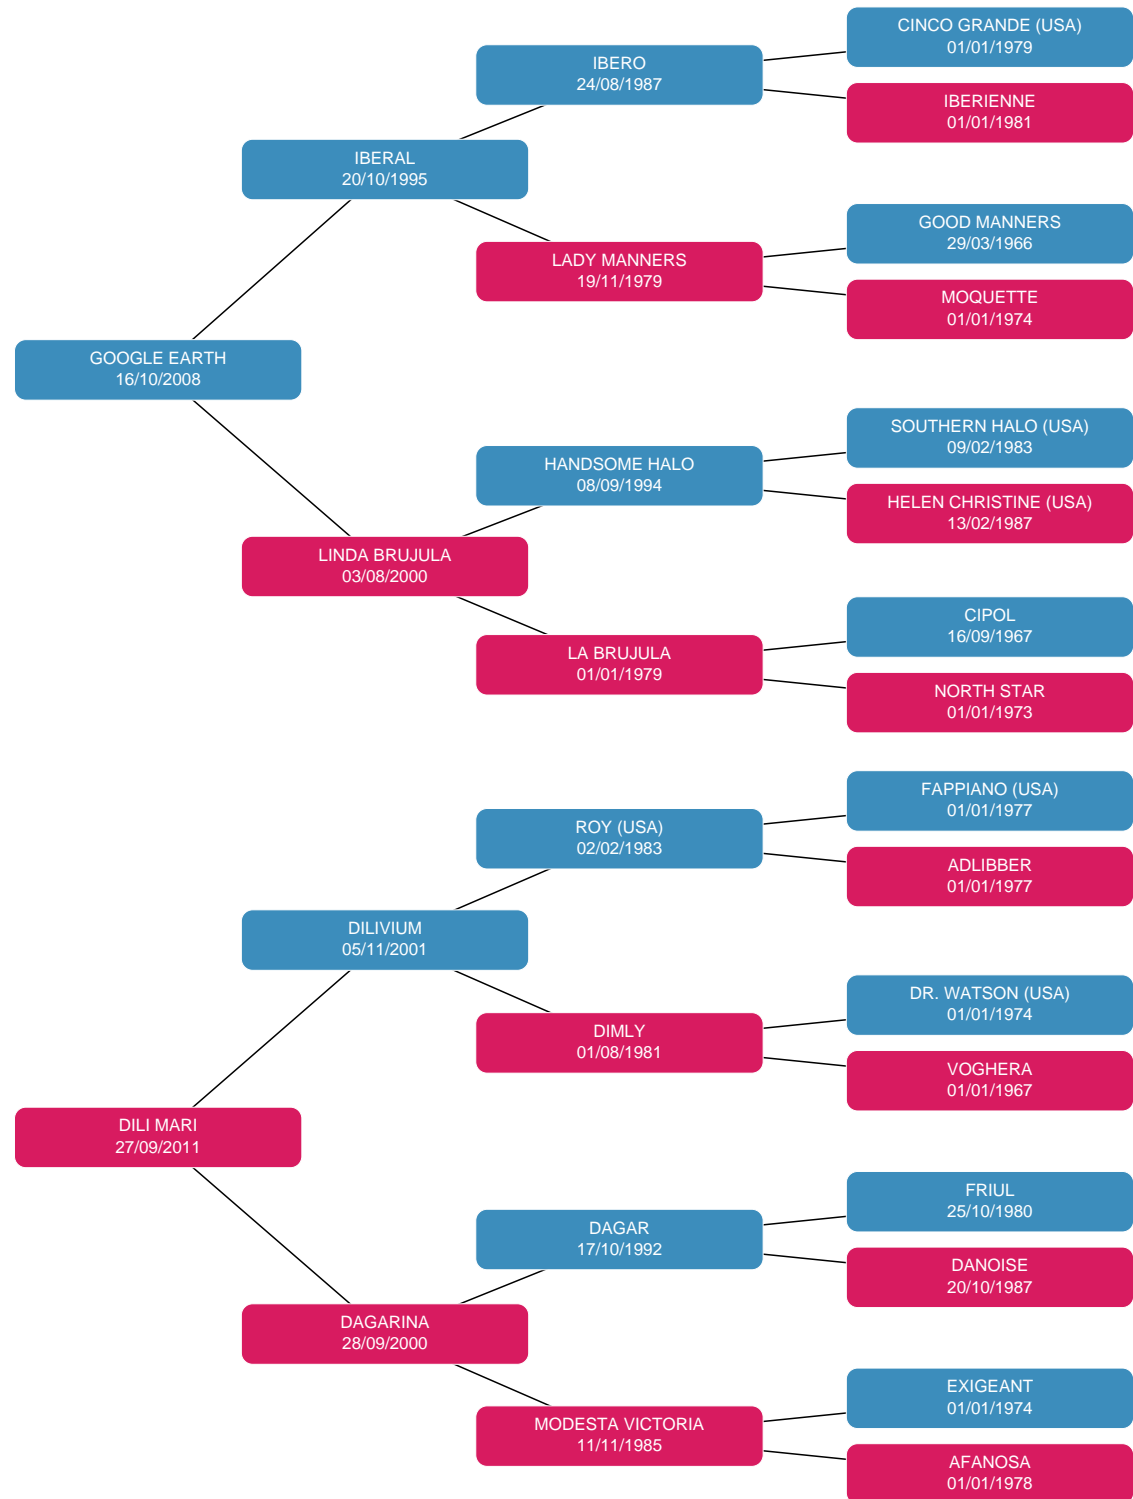 CINCO GRANDE (USA)
01/01/1979
IBERO
24/08/1987
IBERIENNE
01/01/1981
IBERAL
20/10/1995
GOOD MANNERS
29/03/1966
LADY MANNERS
19/11/1979
MOQUETTE
01/01/1974
GOOGLE EARTH
16/10/2008
SOUTHERN HALO (USA)
09/02/1983
HANDSOME HALO
08/09/1994
HELEN CHRISTINE (USA)
13/02/1987
LINDA BRUJULA
03/08/2000
CIPOL
16/09/1967
LA BRUJULA
01/01/1979
NORTH STAR
01/01/1973
FAPPIANO (USA)
01/01/1977
ROY (USA)
02/02/1983
ADLIBBER
01/01/1977
DILIVIUM
05/11/2001
DR. WATSON (USA)
01/01/1974
DIMLY
01/08/1981
VOGHERA
01/01/1967
DILI MARI
27/09/2011
FRIUL
25/10/1980
DAGAR
17/10/1992
DANOISE
20/10/1987
DAGARINA
28/09/2000
EXIGEANT
01/01/1974
MODESTA VICTORIA
11/11/1985
AFANOSA
01/01/1978